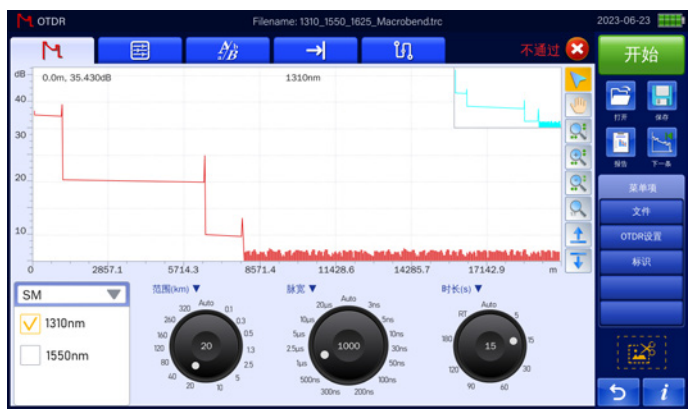 OTDR
Filename: 1310_1550_1625_Macrobend.trc
2023-06-23
A/B
不通过
开始
dB
0.0m, 35.430dB
1310nm
40
30
20
10
0
2857.1
5714.3
8571.4
11428.6
14285.7
17142.9
m
打开
保存
报告
下一条
菜单项
文件
OTDR设置
标识
SM
1310nm
1550nm
范围(km)
Auto
0.1
0.3
0.5
1.3
2.5
5
10
20
40
80
120
160
260
320
20
脉宽
Auto
3ns
5ns
10ns
30ns
50ns
100ns
200ns
300ns
500ns
1μs
2.5μs
5μs
10μs
20μs
1000
时长(s)
Auto
5
15
30
60
90
120
180
RT
15
i